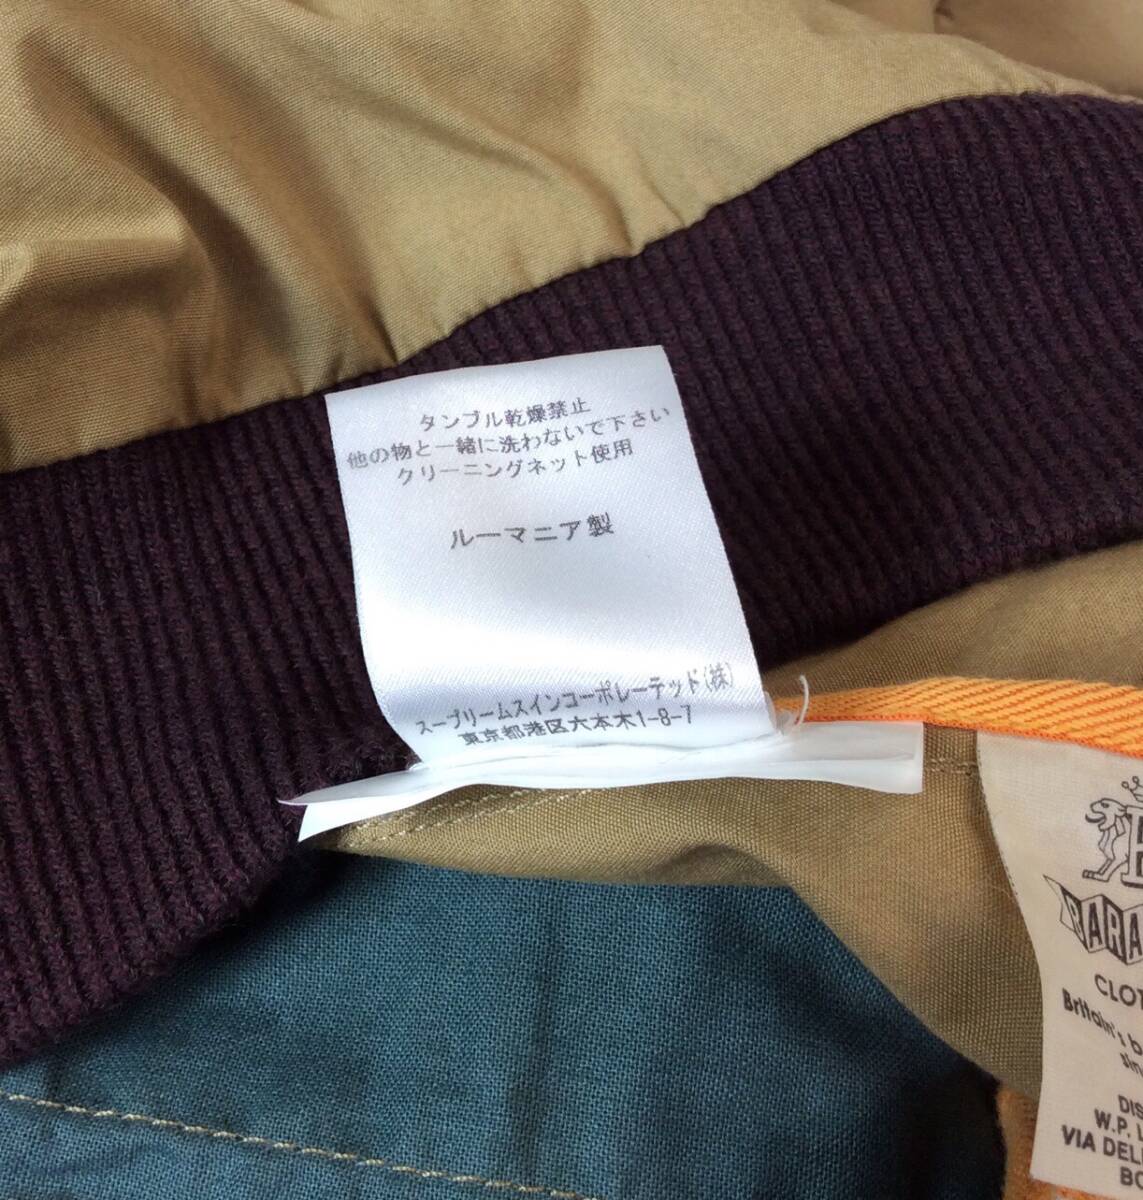 タンブル乾燥禁止
他の物と一緒に洗わないで下さい
クリーニングネット使用
ルーマニア製
スープリームスインコーポレーテッド(株)
東京都港区六本木1-8-7
Britain's
W.P.
VIA